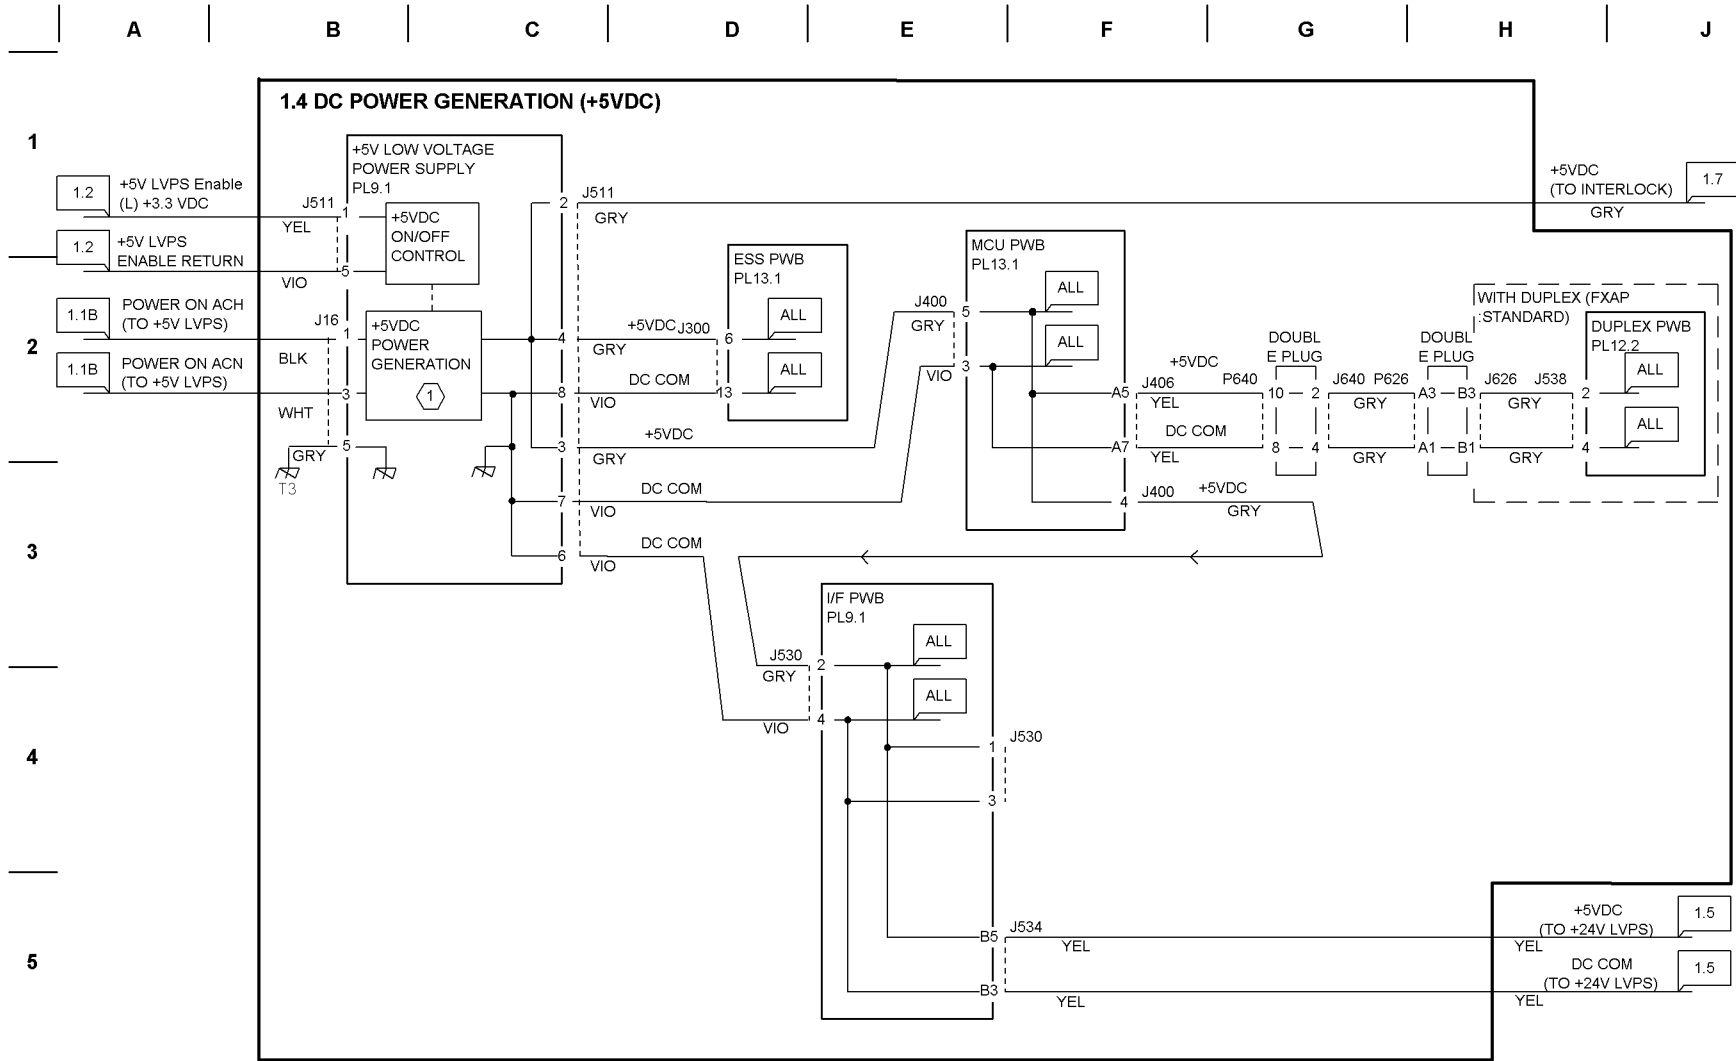 A B C D E F G H J
1.4 DC POWER GENERATION (+5VDC)
1
2
3
4
5
1.2
+5V LVPS Enable
(L) +3.3 VDC
1.2
+5V LVPS
ENABLE RETURN
1.1B
POWER ON ACH
(TO +5V LVPS)
1.1B
POWER ON ACN
(TO +5V LVPS)
J511
YEL
VIO
J16
BLK
WHT
GRY
T3
+5V LOW VOLTAGE
POWER SUPPLY
PL9.1
1
5
+5VDC
ON/OFF
CONTROL
1
3
5
+5VDC
POWER
GENERATION
1
2
4
8
3
7
6
J511
GRY
+5VDC
(TO INTERLOCK)
GRY
1.7
+5VDC
J300
GRY
DC COM
VIO
+5VDC
GRY
DC COM
VIO
DC COM
VIO
ESS PWB
PL13.1
6
13
ALL
ALL
J400
GRY
VIO
MCU PWB
PL13.1
5
3
ALL
ALL
A5
A7
4
J406
+5VDC
YEL
DC COM
YEL
J400
+5VDC
GRY
P640
DOUBL
E PLUG
10 2
8 4
J640
P626
GRY
GRY
DOUBL
E PLUG
A3 B3
A1 B1
J626
J538
GRY
GRY
WITH DUPLEX (FXAP
:STANDARD)
DUPLEX PWB
PL12.2
2
4
ALL
ALL
I/F PWB
PL9.1
J530
GRY
VIO
2
4
ALL
ALL
1
3
J530
B5
B3
J534
YEL
YEL
+5VDC
(TO +24V LVPS)
YEL
1.5
DC COM
(TO +24V LVPS)
YEL
1.5